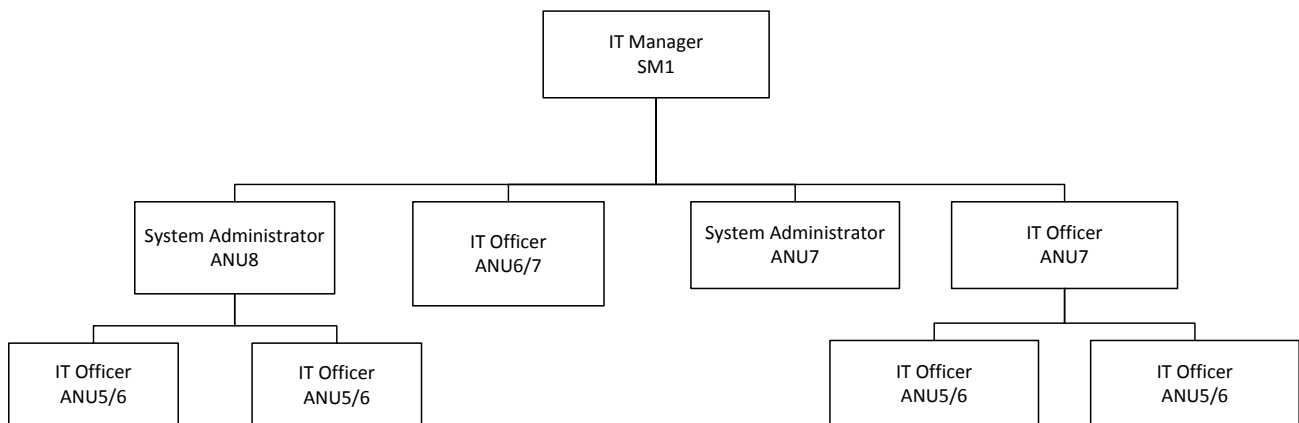 IT Manager
SM1
System Administrator
ANU8
IT Officer
ANU6/7
System Administrator
ANU7
IT Officer
ANU7
IT Officer
ANU5/6
IT Officer
ANU5/6
IT Officer
ANU5/6
IT Officer
ANU5/6